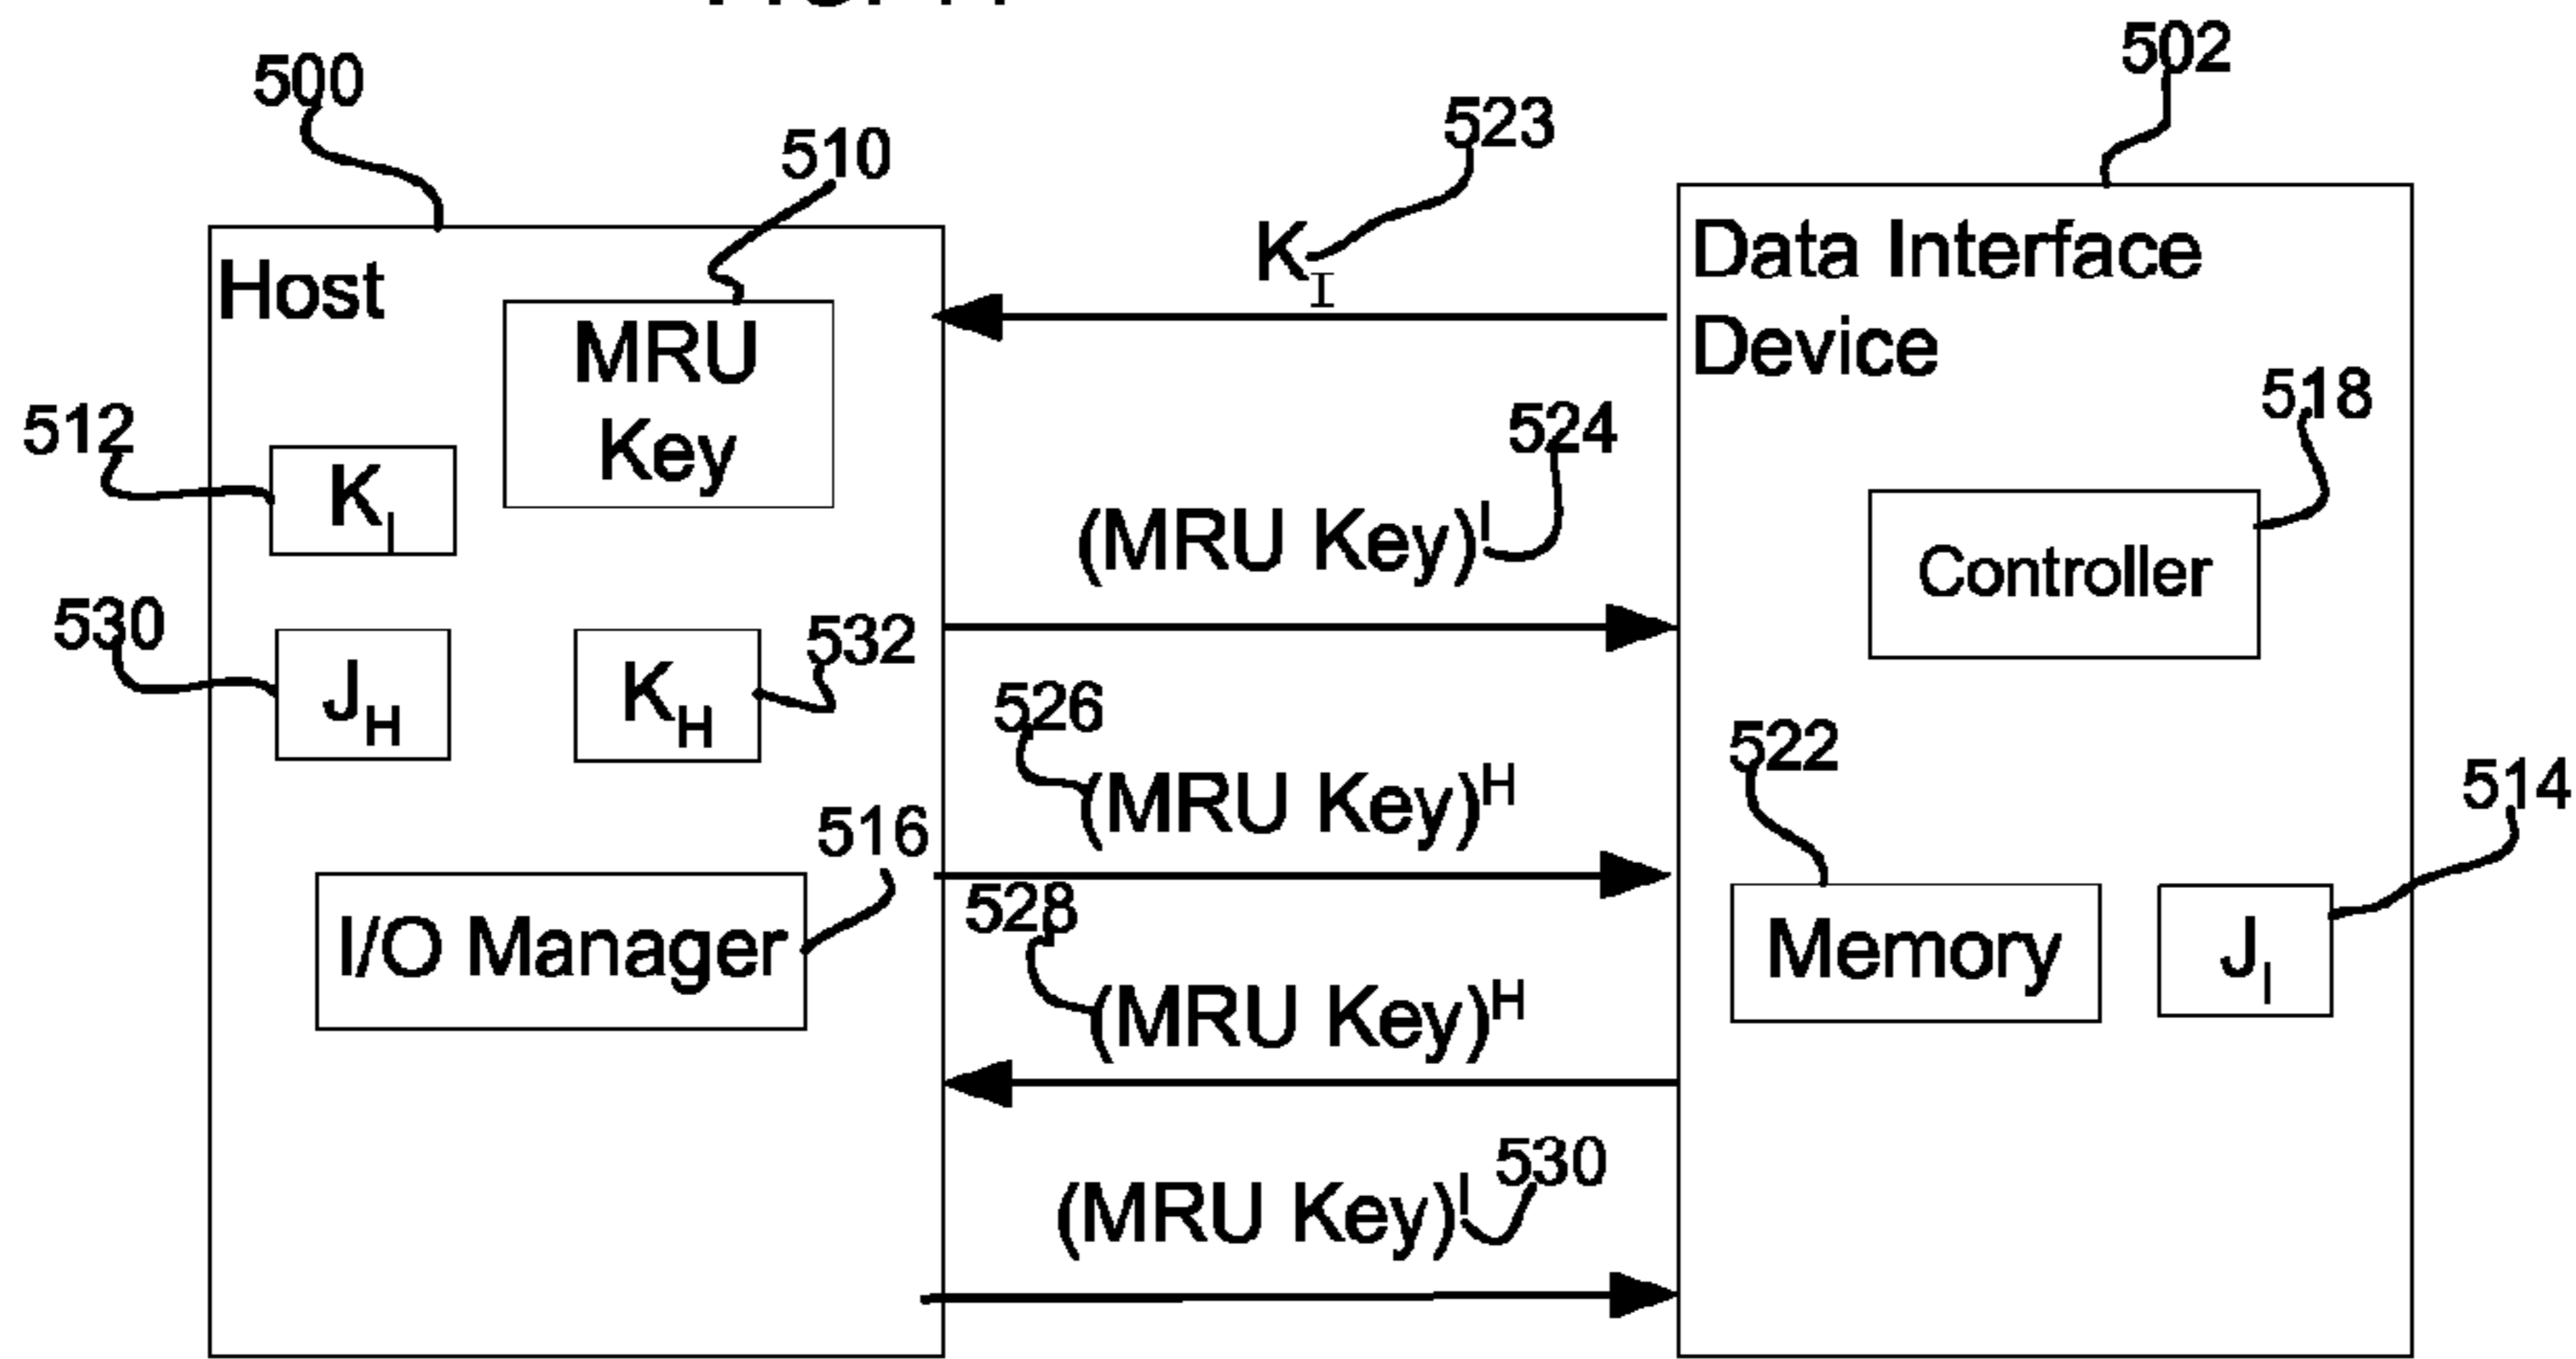 500
502
523
510
K_I
Host
Data Interface
Device
MRU
Key
518
512
524
K_I
(MRU Key)^I
Controller
530
532
J_H
K_H
526
522
(MRU Key)^H
514
516
528
I/O Manager
Memory
J_I
(MRU Key)^H
530
(MRU Key)^I